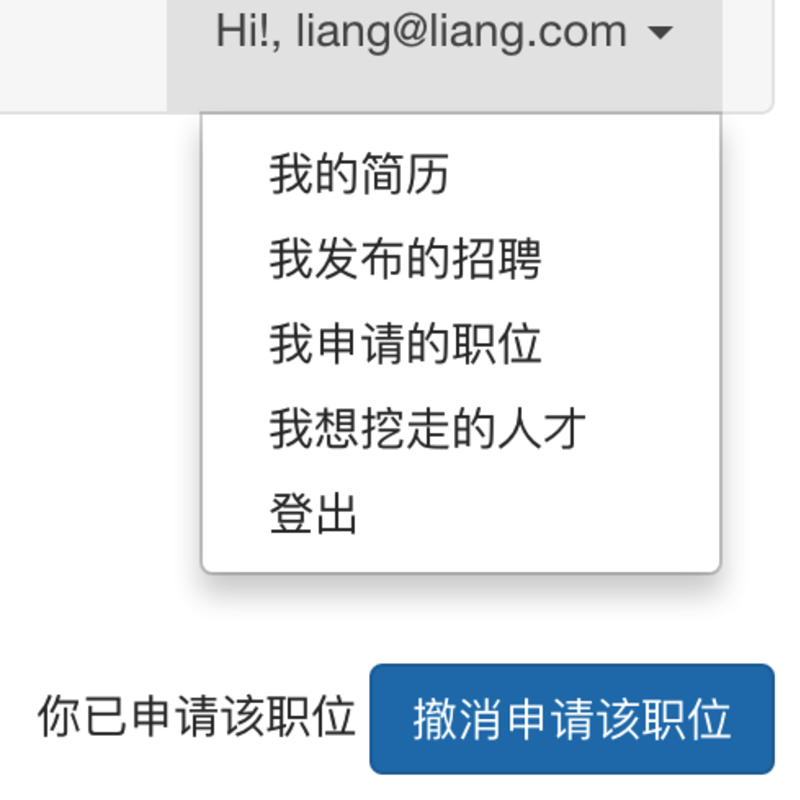 Hi!, liang@liang.com
我的简历
我发布的招聘
我申请的职位
我想挖走的人才
登出
你已申请该职位 撤消申请该职位